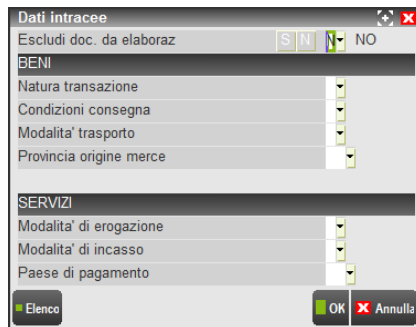 Dati intracee
Escludi doc. da elaboraz S N N NO
BENI
Natura transazione
Condizioni consegna
Modalita' trasporto
Provincia origine merce
SERVIZI
Modalita' di erogazione
Modalita' di incasso
Paese di pagamento
Elenco OK Annulla